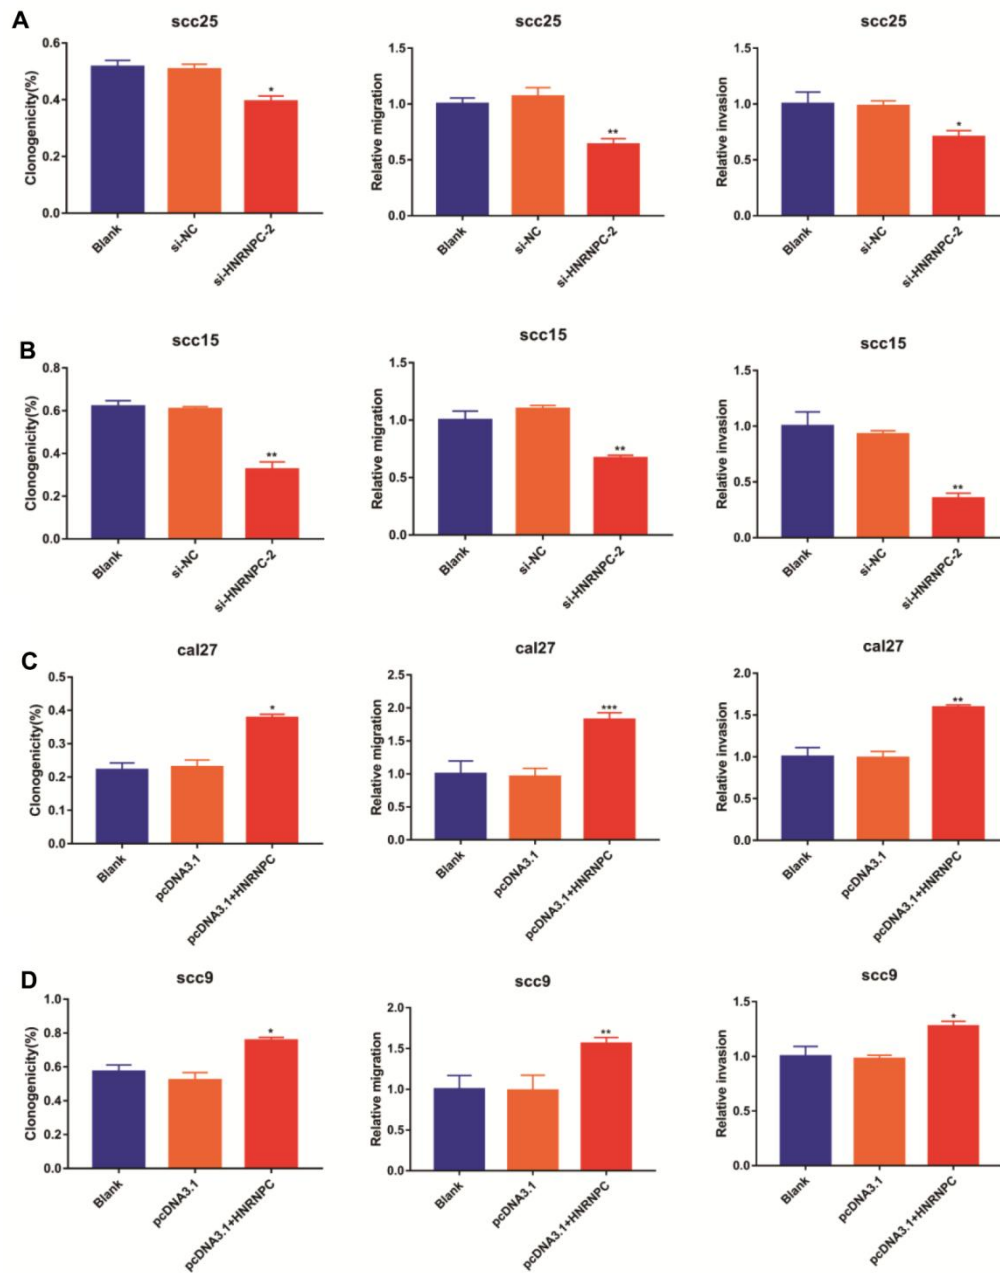 A
scc25
Clonogenicity(%)
0.6
0.4
0.2
0.0
*
Blank
si-NC
si-HNRNPC-2
scc25
Relative migration
1.5
1.0
0.5
0.0
**
Blank
si-NC
si-HNRNPC-2
scc25
Relative invasion
1.5
1.0
0.5
0.0
*
Blank
si-NC
si-HNRNPC-2
B
scc15
Clonogenicity(%)
0.8
0.6
0.4
0.2
0.0
**
Blank
si-NC
si-HNRNPC-2
scc15
Relative migration
1.5
1.0
0.5
0.0
**
Blank
si-NC
si-HNRNPC-2
scc15
Relative invasion
1.5
1.0
0.5
0.0
**
Blank
si-NC
si-HNRNPC-2
C
cal27
Clonogenicity(%)
0.5
0.4
0.3
0.2
0.1
0.0
*
Blank
pcDNA3.1
pcDNA3.1+HNRNPC
cal27
Relative migration
2.5
2.0
1.5
1.0
0.5
0.0
***
Blank
pcDNA3.1
pcDNA3.1+HNRNPC
cal27
Relative invasion
2.0
1.5
1.0
0.5
0.0
**
Blank
pcDNA3.1
pcDNA3.1+HNRNPC
D
scc9
Clonogenicity(%)
1.0
0.8
0.6
0.4
0.2
0.0
*
Blank
pcDNA3.1
pcDNA3.1+HNRNPC
scc9
Relative migration
2.0
1.5
1.0
0.5
0.0
**
Blank
pcDNA3.1
pcDNA3.1+HNRNPC
scc9
Relative invasion
1.5
1.0
0.5
0.0
*
Blank
pcDNA3.1
pcDNA3.1+HNRNPC